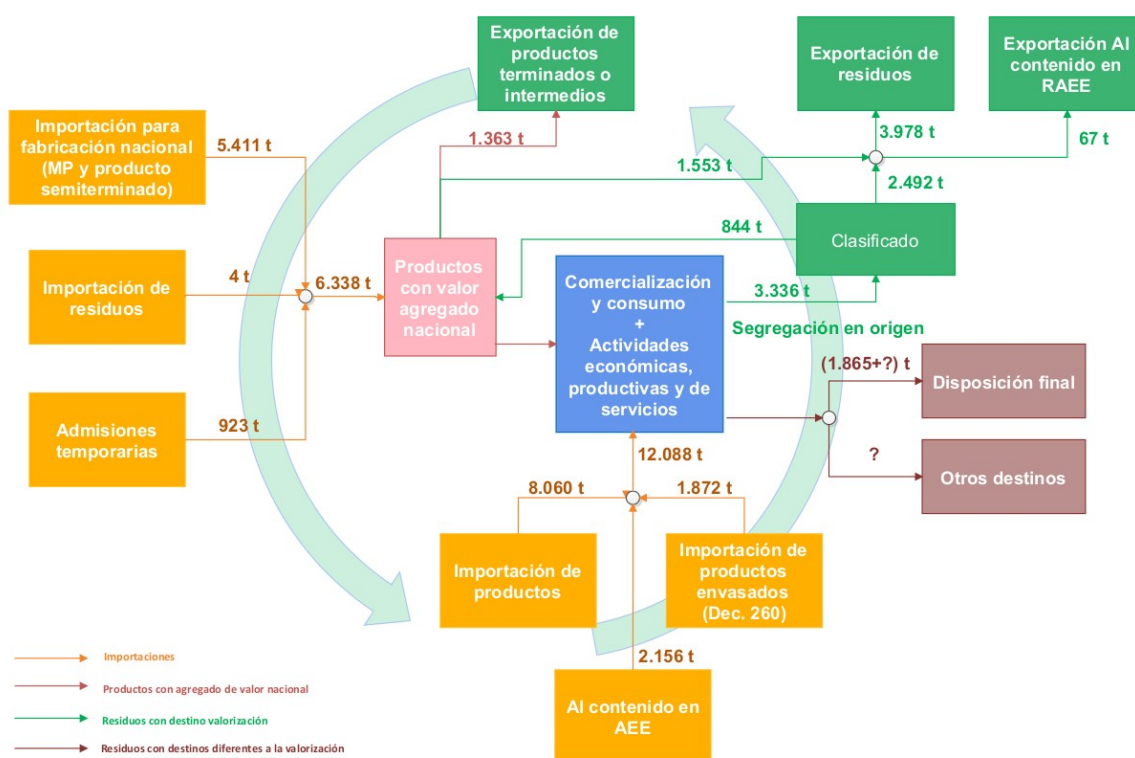 Exportación de
productos
terminados o
intermedios
Exportación de
residuos
Exportación Al
contenido en
RAEE
Importación para
fabricación nacional
(MP y producto
semiterminado)
5.411 t
1.363 t
3.978 t
67 t
1.553 t
2.492 t
844 t
Clasificado
Importación de
residuos
4 t
6.338 t
Productos
con valor
agregado
nacional
Comercialización
y consumo
+
Actividades
económicas,
productivas y de
servicios
3.336 t
Segregación en origen
(1.865+?) t
Disposición final
Admisiones
temporarias
923 t
?
Otros destinos
12.088 t
8.060 t
1.872 t
Importación de
productos
Importación de
productos
envasados
(Dec. 260)
2.156 t
Al contenido en
AEE
Importaciones
Productos con agregado de valor nacional
Residuos con destino valorización
Residuos con destinos diferentes a la valorización